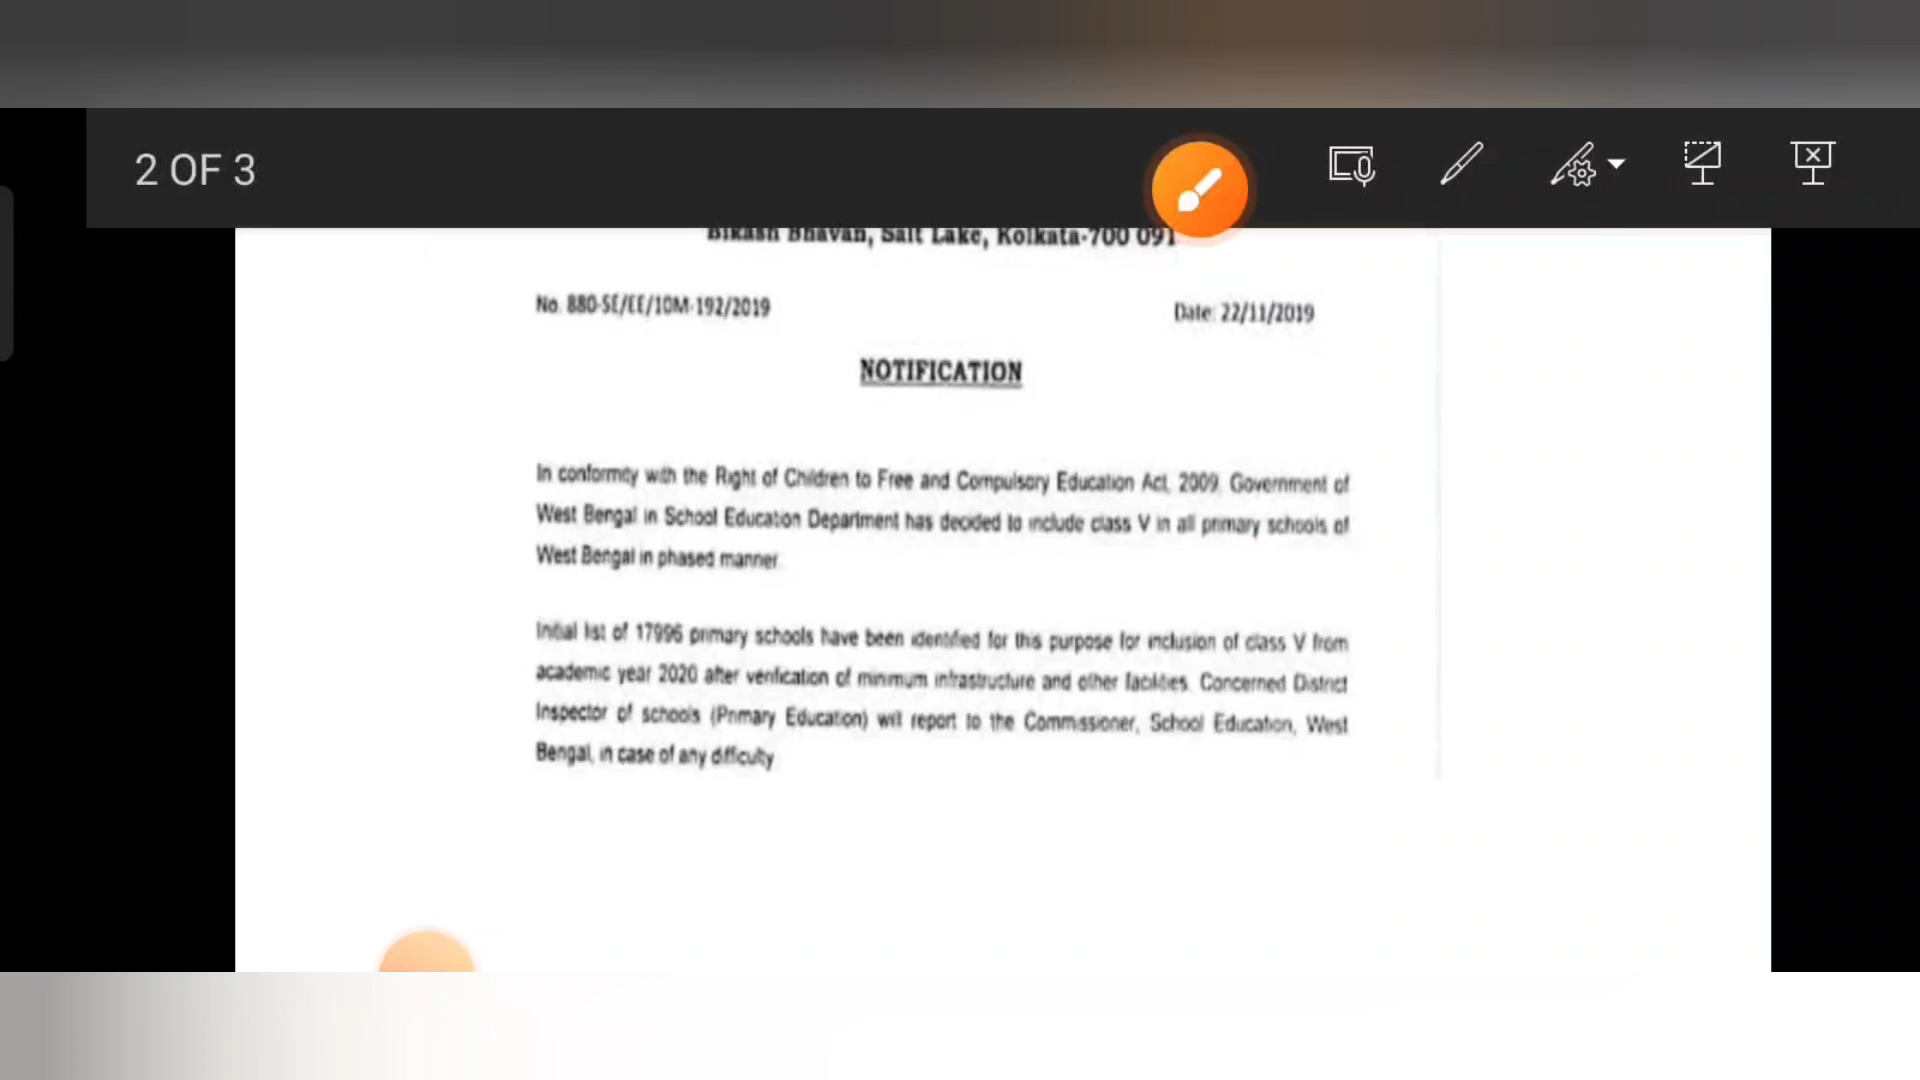 2 OF 3
Bikash Bhavan, Salt Lake, Kolkata-700 091
No. 880-SE/EE/10M-192/2019
Date: 22/11/2019
NOTIFICATION
In conformity with the Right of Children to Free and Compulsory Education Act, 2009, Government of
West Bengal in School Education Department has decided to include class V in all primary schools of
West Bengal in phased manner.
Initial list of 17996 primary schools have been identified for this purpose for inclusion of class V from
academic year 2020 after verification of minimum infrastructure and other facilities. Concerned District
Inspector of schools (Primary Education) will report to the Commissioner, School Education, West
Bengal, in case of any difficulty